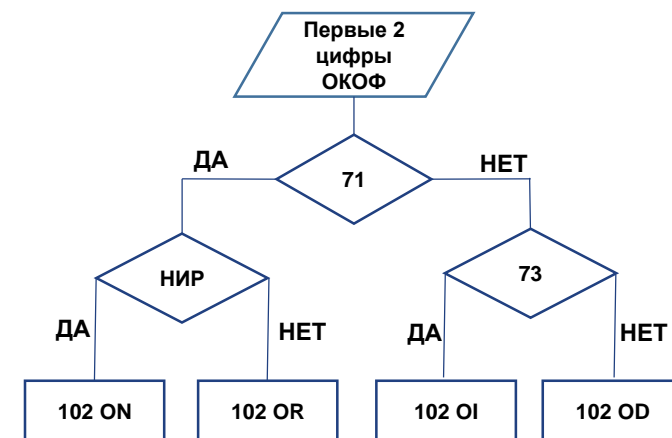 Первые 2
цифры
ОКОФ
ДА
71
НЕТ
НИР
73
ДА
НЕТ
ДА
НЕТ
102 ON
102 OR
102 OI
102 OD